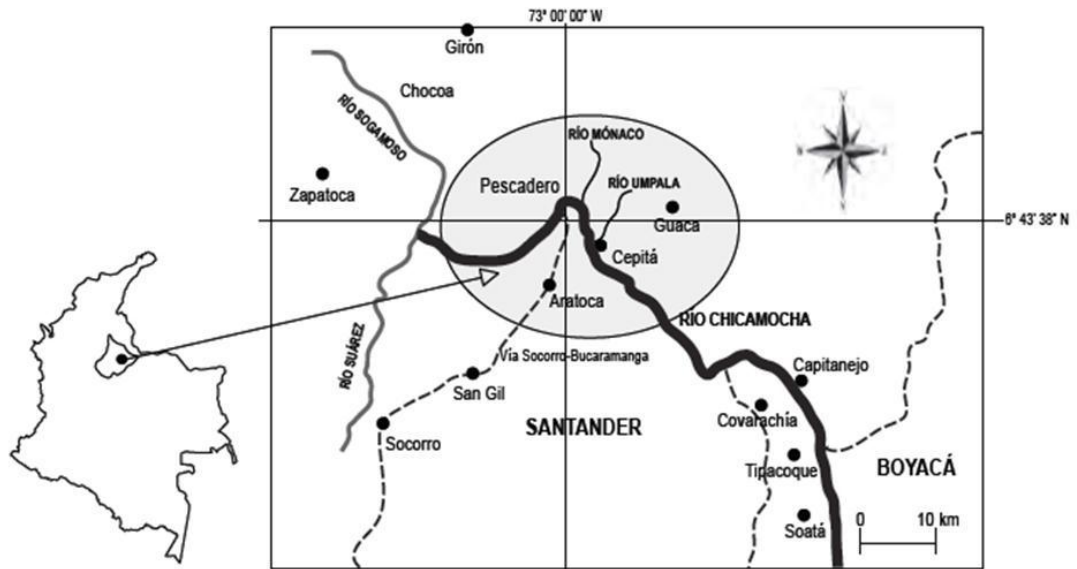 73° 00' 00" W
Girón
Chocoa
RÍO SOGAMOSO
RÍO MÓNACO
Zapatoca
Pescadero
RÍO UMPALA
Guaca
6° 43' 38" N
Cepitá
Aratoca
RÍO CHICAMOCHA
RÍO SUÁREZ
Vía Socorro-Bucaramanga
Capitanejo
San Gil
Covarachía
SANTANDER
Socorro
Tipacoque
BOYACÁ
0 10 km
Soatá